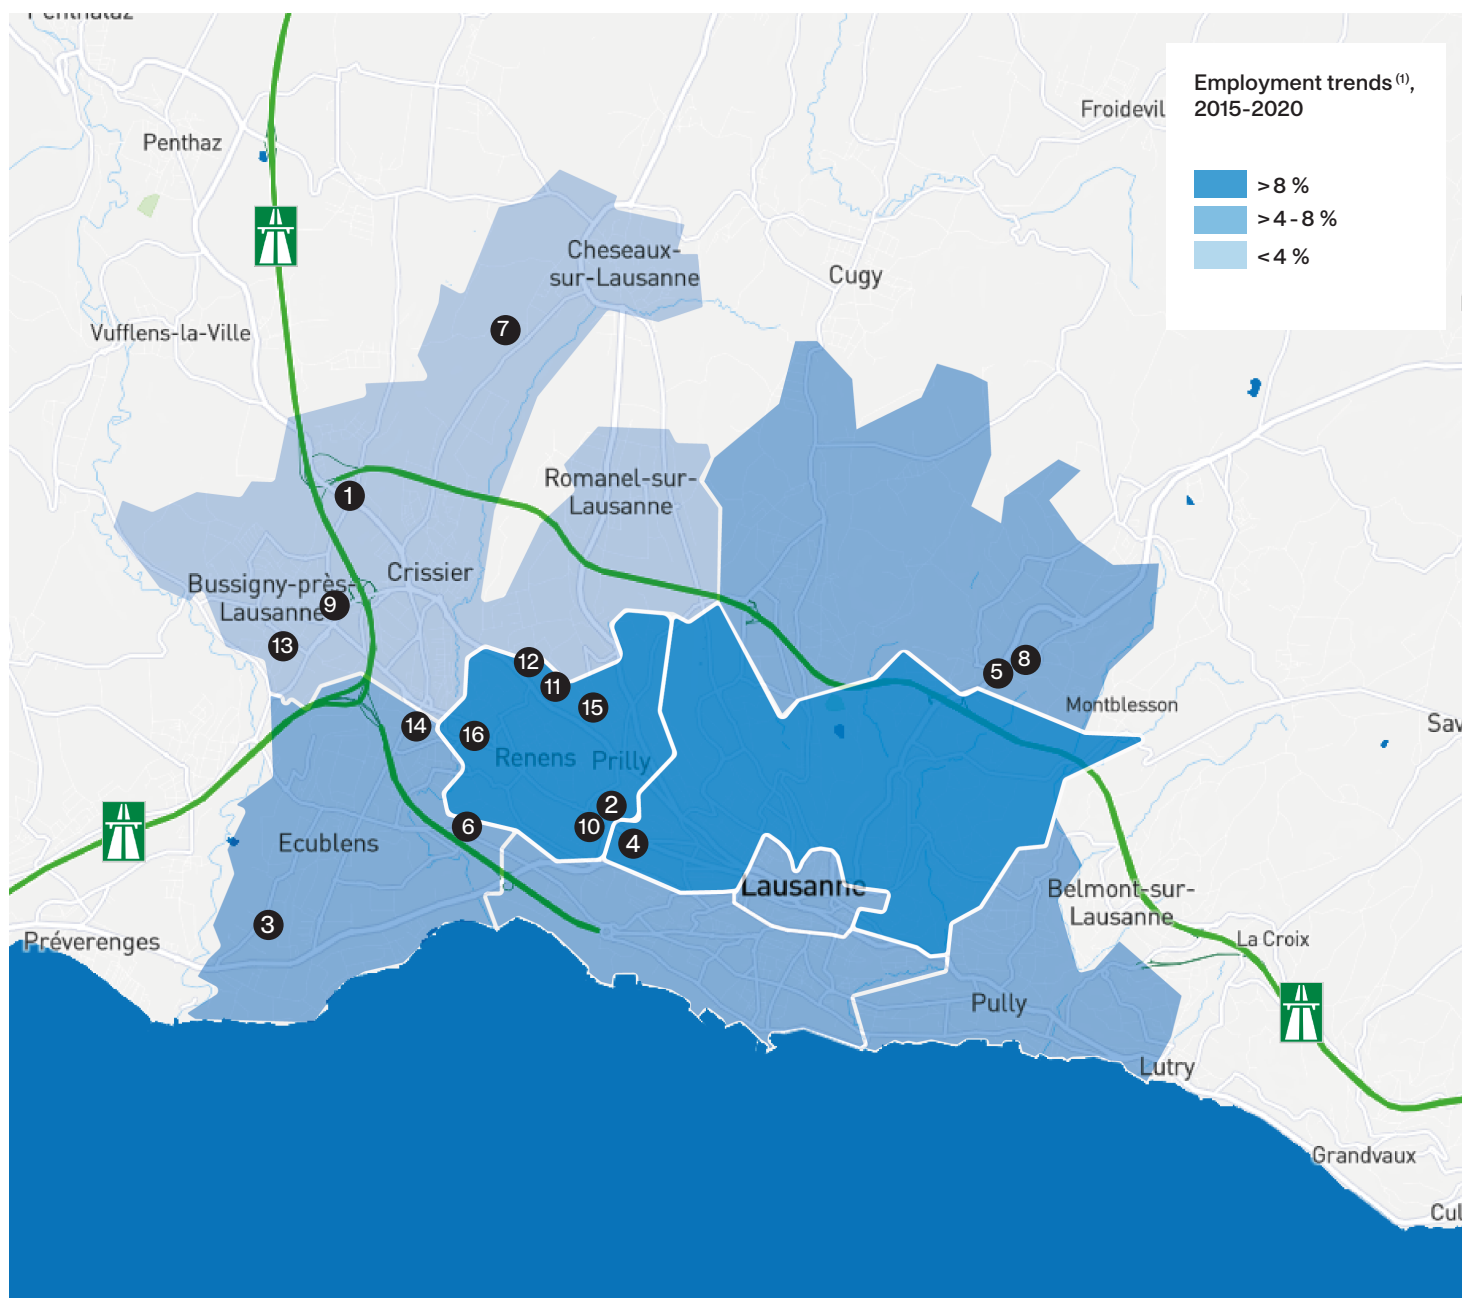 Employment trends (1),
2015-2020
> 8 %
> 4 - 8 %
< 4 %
Froidevil
Penthaz
Cheseaux-
sur-Lausanne
Cugy
7
Vufflens-la-Ville
Romanel-sur-
Lausanne
1
Crissier
Bussigny-près-
Lausanne
9
13
12
11
15
5
8
Montblesson
14
16
Renens
Prilly
Sav
2
10
6
4
Ecublens
Lausanne
Belmont-sur-
Lausanne
3
Préverenges
La Croix
Pully
Lutry
Grandvaux
Cul